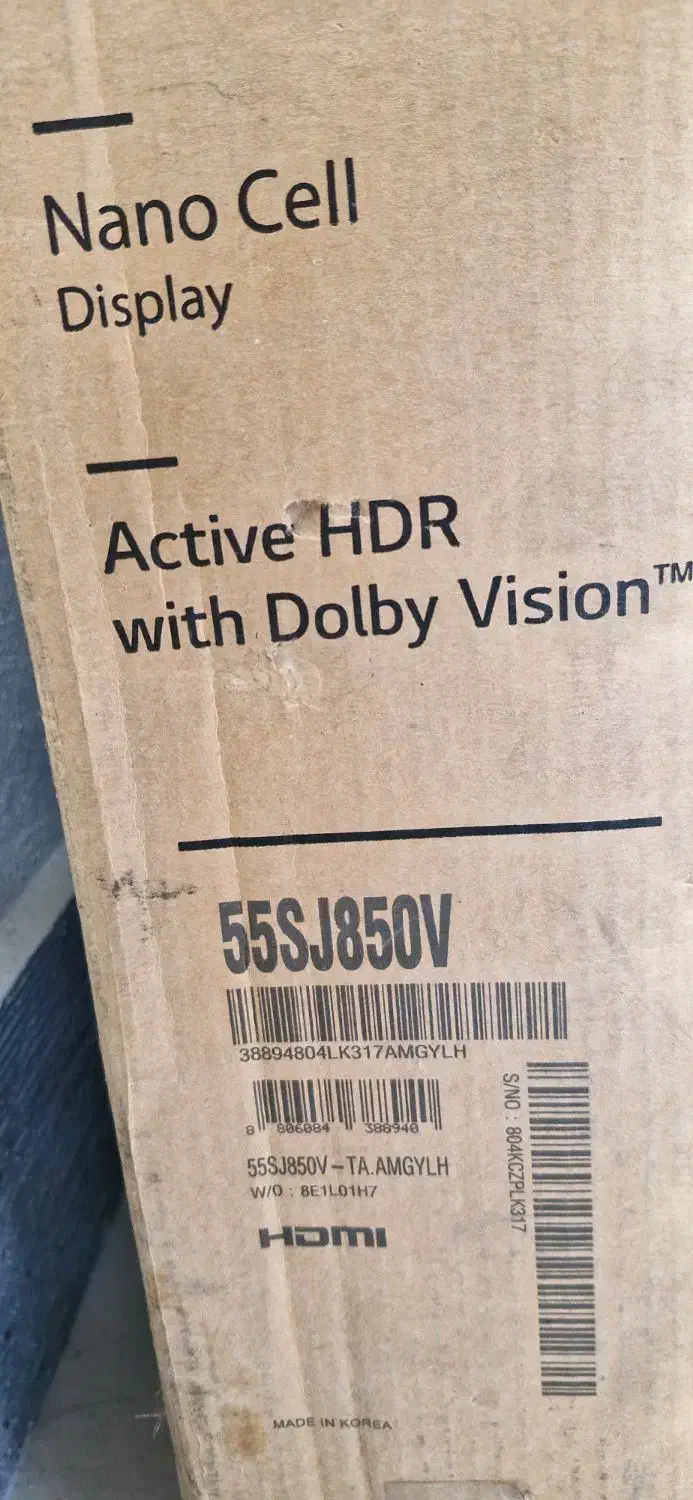 Nano Cell
Display
Active HDR
with Dolby Vision™
55SJ850V
38894804LK317AMGYLH
8 806084 388940
55SJ850V-TA.AMGYLH
W/O : 8E1L01H7
S/NO : 804KCZPLK317
HDMI
MADE IN KOREA